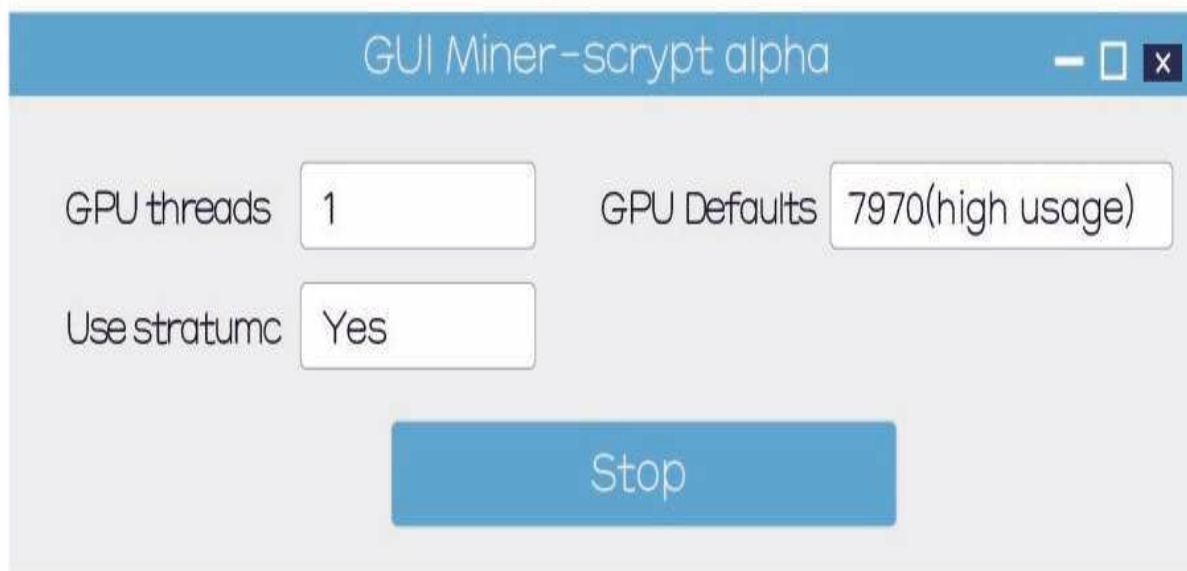 GUI Miner-scrypt alpha
GPU threads 1 GPU Defaults 7970(high usage)
Use stratumc Yes
Stop